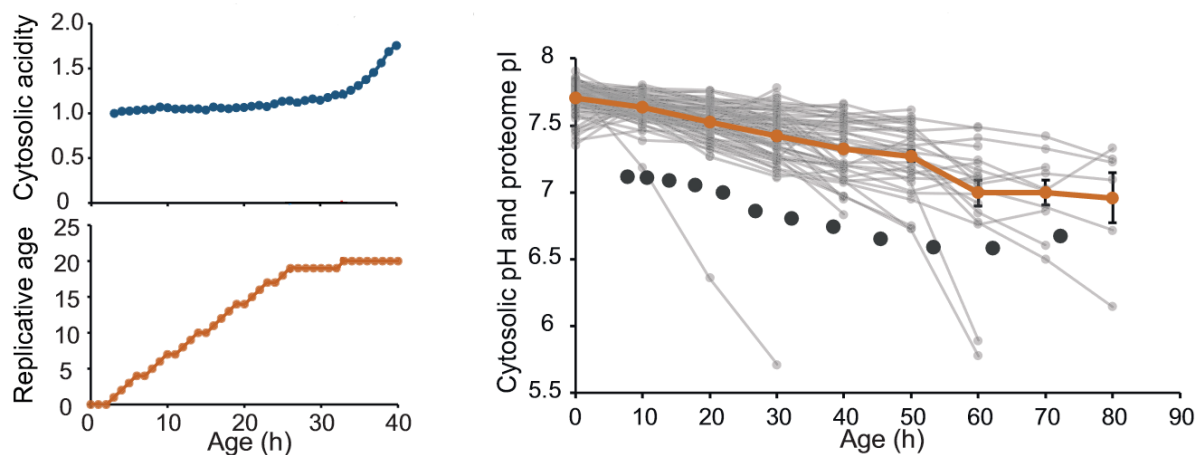 Cytosolic acidity
2.0
1.5
1.0
0.5
0
Replicative age
25
20
15
10
5
0
0 10 20 30 40
Age (h)
Cytosolic pH and proteome pI
8
7.5
7
6.5
6
5.5
0 10 20 30 40 50 60 70 80 90
Age (h)